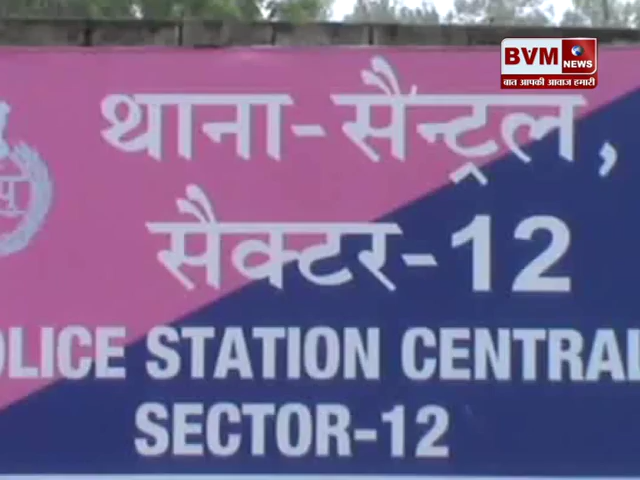 BVM NEWS
बात आपकी आवाज हमारी
थाना-सैन्ट्रल,
सैक्टर-12
OLICE STATION CENTRAL
SECTOR-12